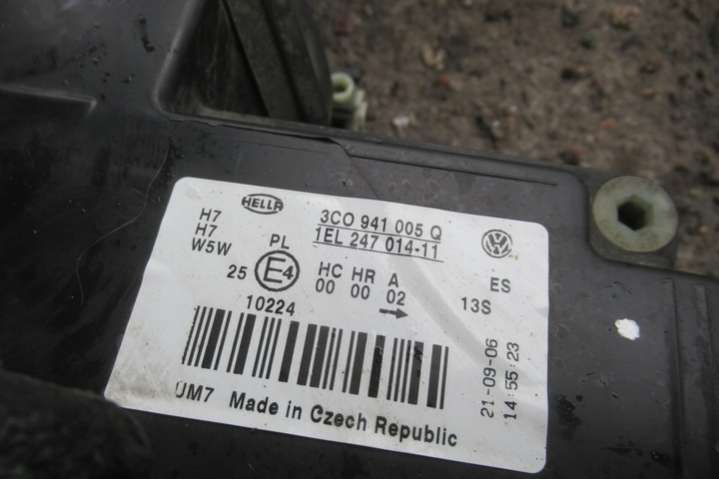 HELLA
3C0 941 005 Q
1EL 247 014-11
H7
H7
W5W
PL
25
E4
HC HR A
00 00 02
ES
13S
10224
UM7 Made in Czech Republic
21-09-06
14:55:23